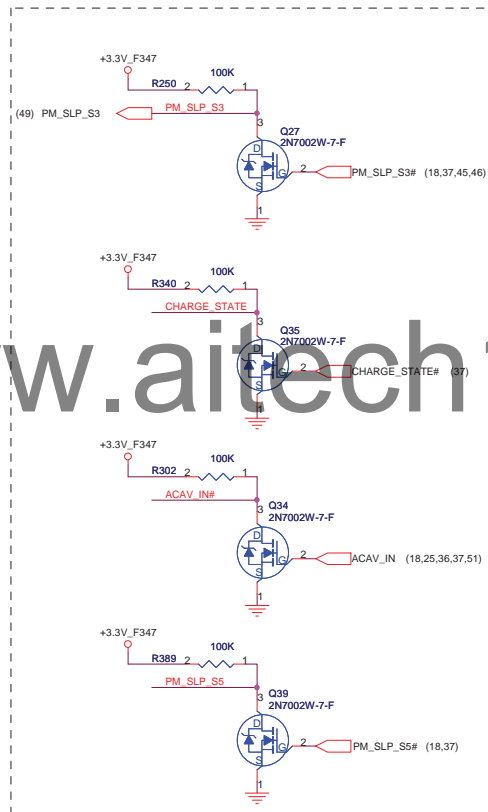 +3.3V_F347
R250 2 100K 1
(49) PM_SLP_S3 PM_SLP_S3
3
Q27
2N7002W-7-F
D
S
G 2 PM_SLP_S3# (18,37,45,46)
1
+3.3V_F347
R340 2 100K 1
CHARGE_STATE
3
Q35
2N7002W-7-F
D
S
G 2 CHARGE_STATE# (37)
1
w.aitech
+3.3V_F347
R302 2 100K 1
ACAV_IN#
3
Q34
2N7002W-7-F
D
S
G 2 ACAV_IN (18,25,36,37,51)
1
+3.3V_F347
R389 2 100K 1
PM_SLP_S5
3
Q39
2N7002W-7-F
D
S
G 2 PM_SLP_S5# (18,37)
1